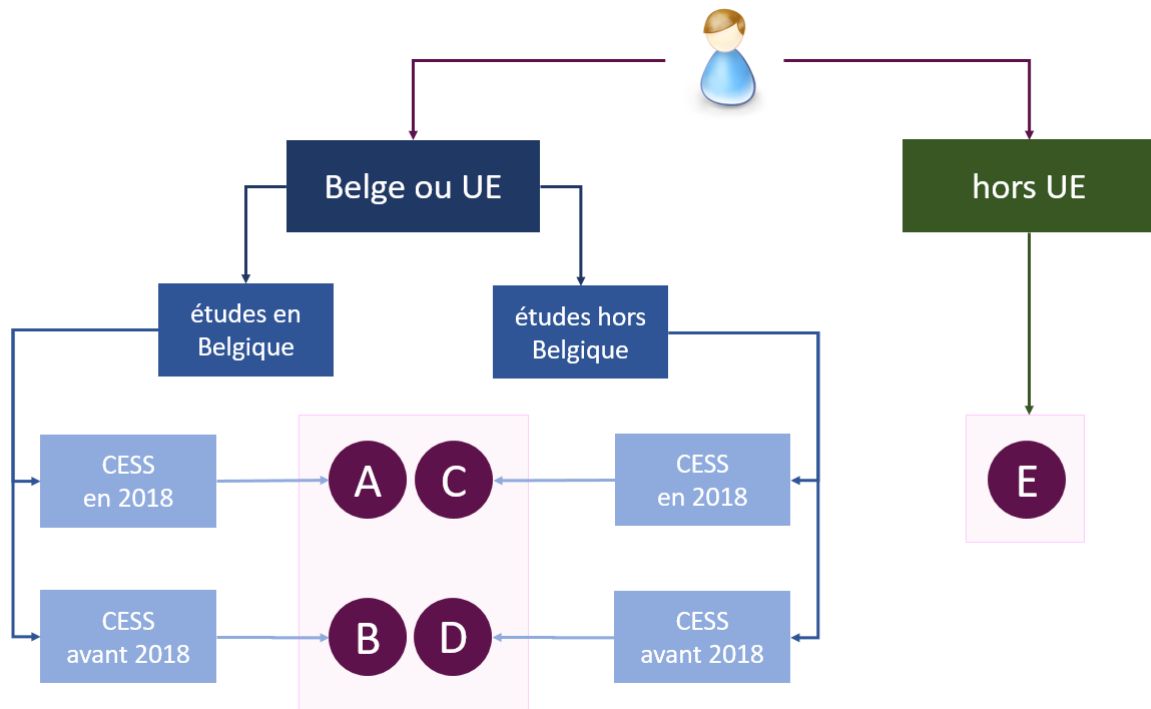 Belge ou UE
hors UE
études en
Belgique
études hors
Belgique
CESS
en 2018
A
C
CESS
en 2018
E
CESS
avant 2018
B
D
CESS
avant 2018